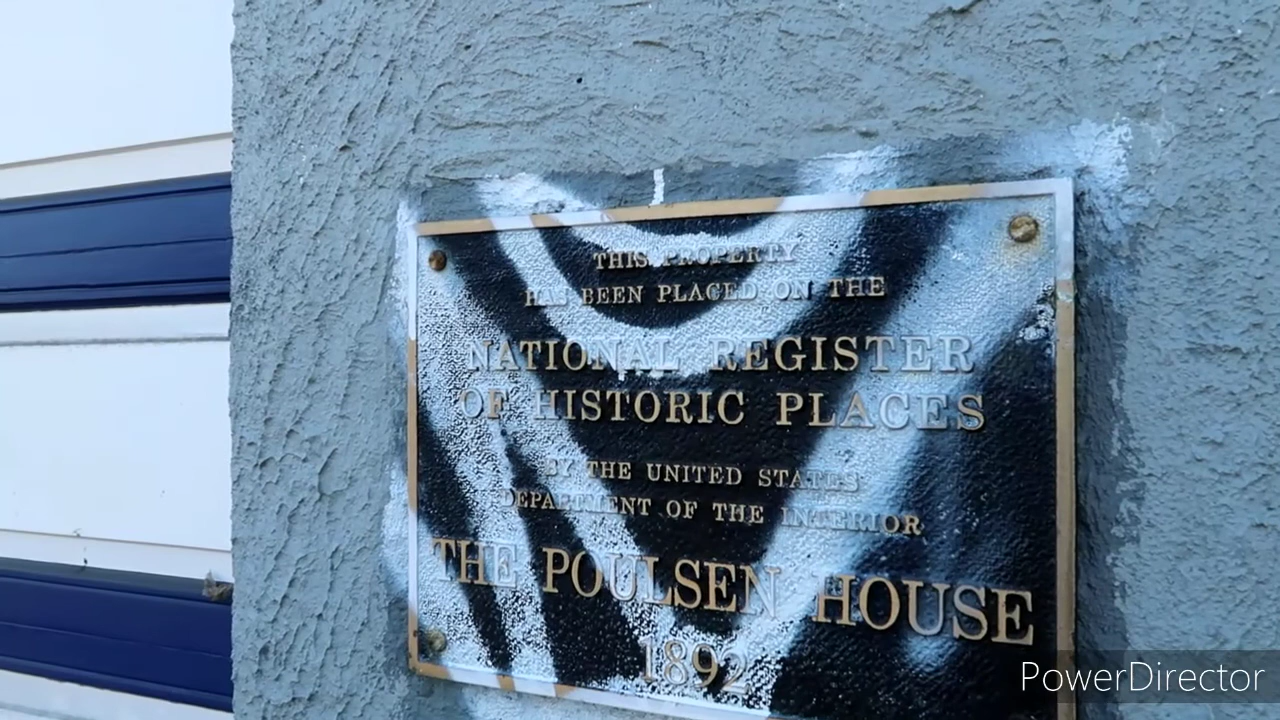 THIS PROPERTY
HAS BEEN PLACED ON THE
NATIONAL REGISTER
OF HISTORIC PLACES
BY THE UNITED STATES
DEPARTMENT OF THE INTERIOR
THE POULSEN HOUSE
1892
PowerDirector